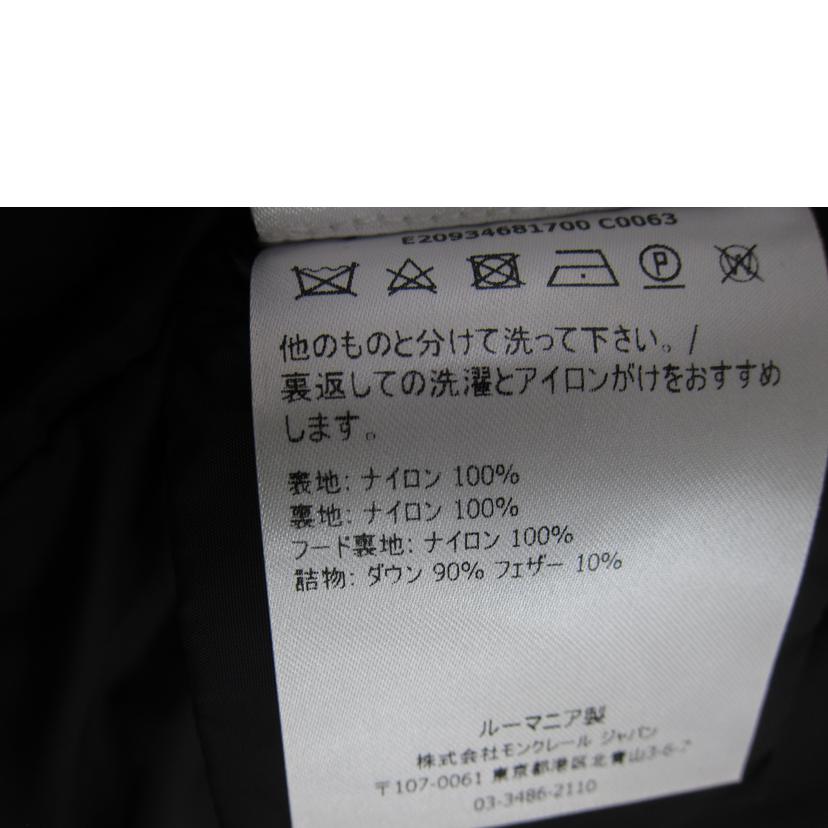 E20934681700 C0063
P W
他のものと分けて洗って下さい。/
裏返しての洗濯とアイロンがけをおすすめ
します。
表地: ナイロン 100%
裏地: ナイロン 100%
フード裏地: ナイロン 100%
詰物: ダウン 90% フェザー 10%
ルーマニア製
株式会社モンクレール ジャパン
〒107-0061 東京都港区北青山3-6-7
03-3486-2110